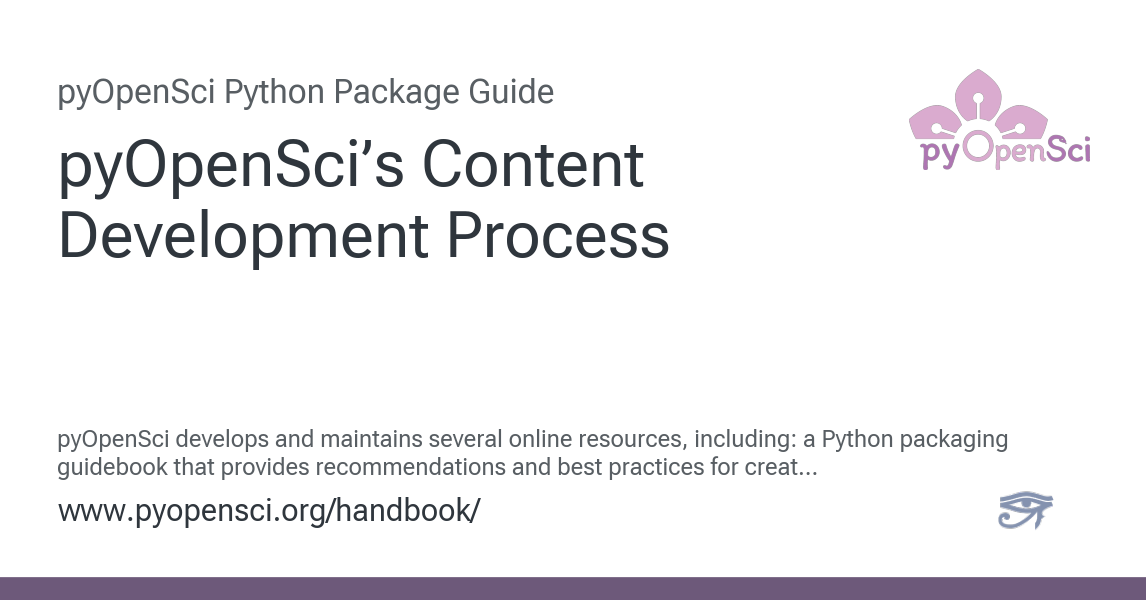 pyOpenSci Python Package Guide
pyOpenSci’s Content
Development Process
pyOpenSci
pyOpenSci develops and maintains several online resources, including: a Python packaging
guidebook that provides recommendations and best practices for creat...
www.pyopensci.org/handbook/